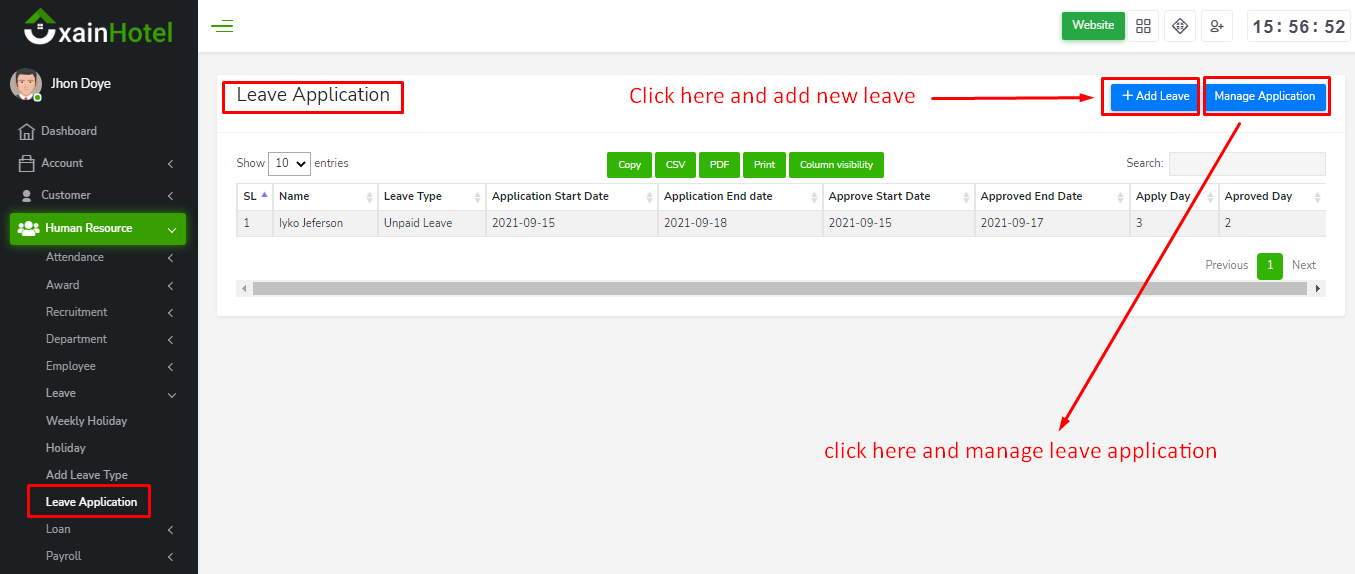 xainHotel
Website
15:56:52
Jhon Doye
Leave Application
Click here and add new leave
+ Add Leave
Manage Application
Dashboard
Account
Customer
Human Resource
Attendance
Award
Recruitment
Department
Employee
Leave
Weekly Holiday
Holiday
Add Leave Type
Leave Application
Loan
Payroll
Show 10 entries
Copy CSV PDF Print Column visibility
Search:
SL Name Leave Type Application Start Date Application End date Approve Start Date Approved End Date Apply Day Aproved Day
1 Iyko Jeferson Unpaid Leave 2021-09-15 2021-09-18 2021-09-15 2021-09-17 3 2
Previous 1 Next
click here and manage leave application